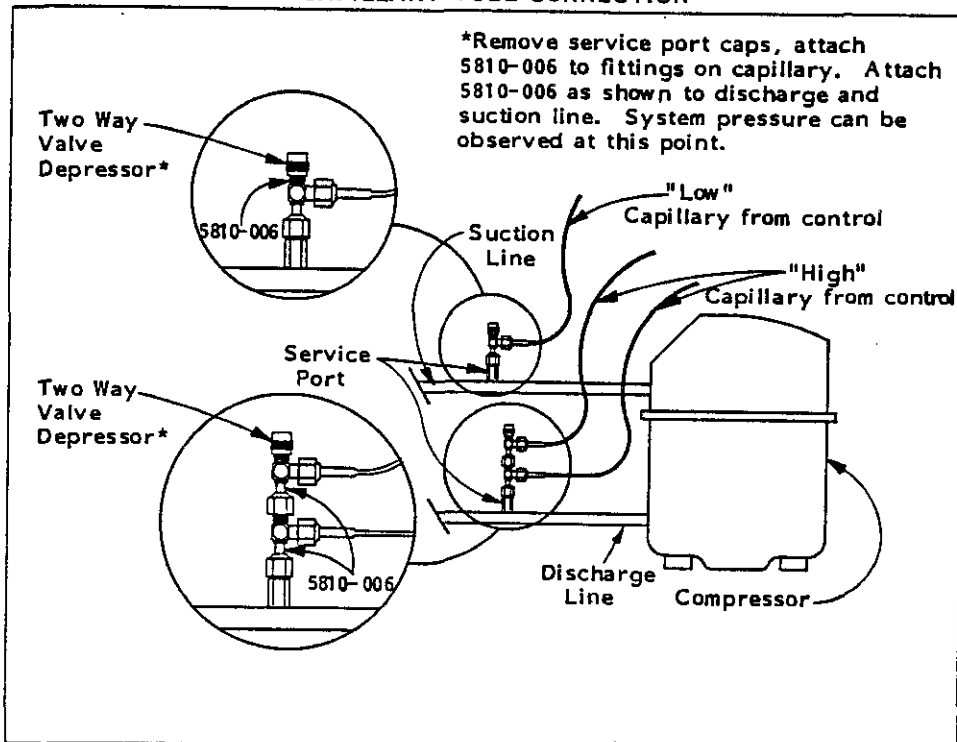 *Remove service port caps, attach
5810-006 to fittings on capillary. Attach
5810-006 as shown to discharge and
suction line. System pressure can be
observed at this point.
Two Way
Valve
Depressor*
5810-006
"Low"
Capillary from control
Suction
Line
"High"
Capillary from control
Service
Port
Two Way
Valve
Depressor*
5810-006
Discharge
Line
Compressor